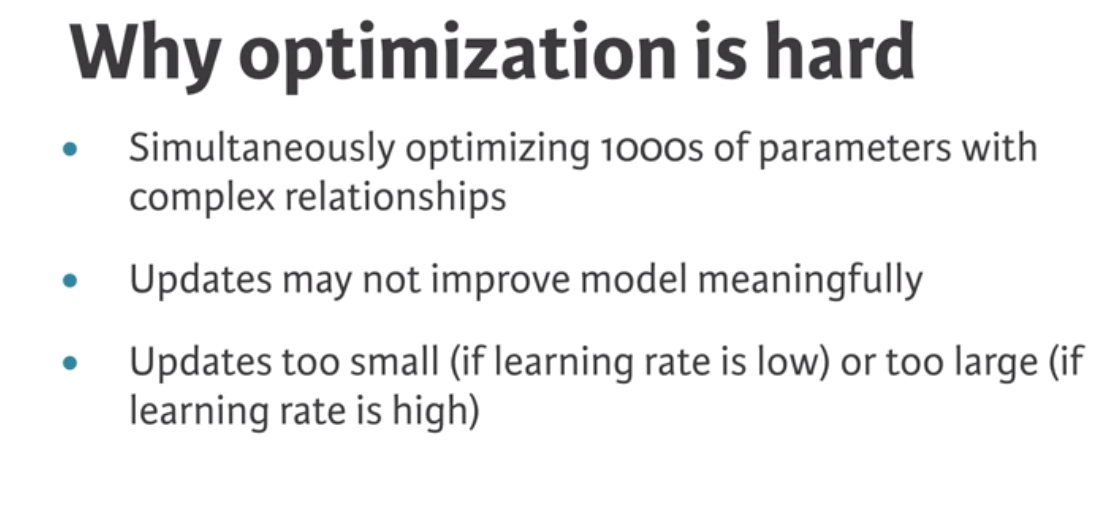 Why optimization is hard
• Simultaneously optimizing 1000s of parameters with
complex relationships
• Updates may not improve model meaningfully
• Updates too small (if learning rate is low) or too large (if
learning rate is high)